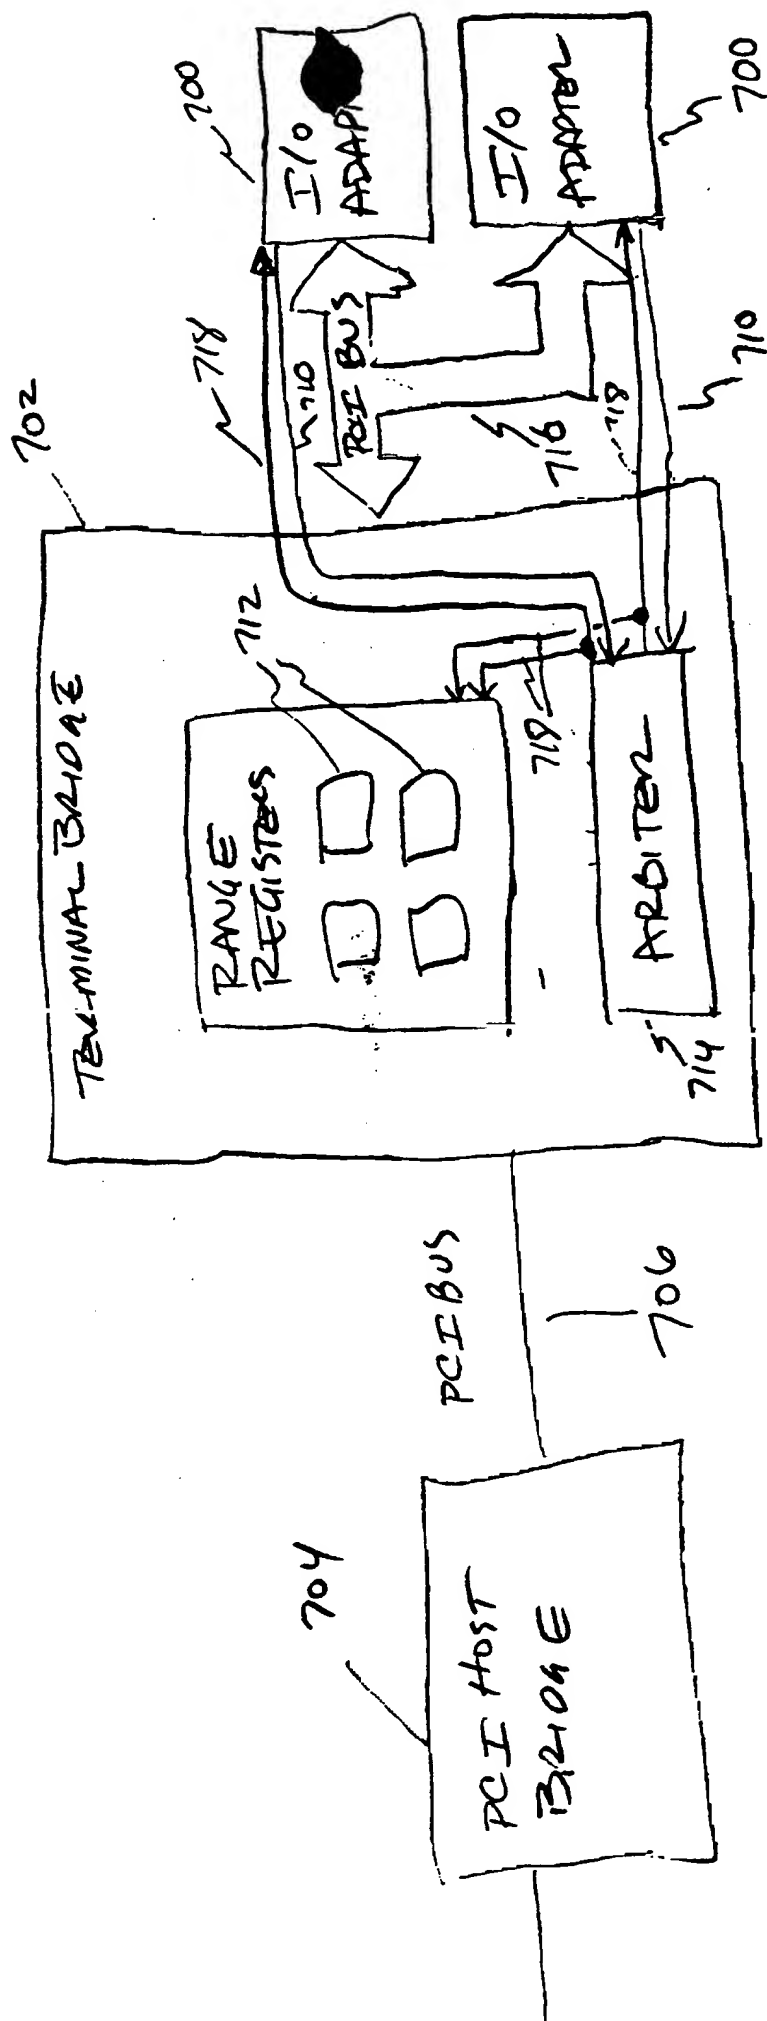 704
PCI HOST
BRIDGE
PCI BUS
706
702
TERMINAL BRIDGE
RANGE
REGISTERS
712
718
ARBITER
714
718
710
PCI BUS
716
718
710
700
I/O
I/O
ADAPTER
700